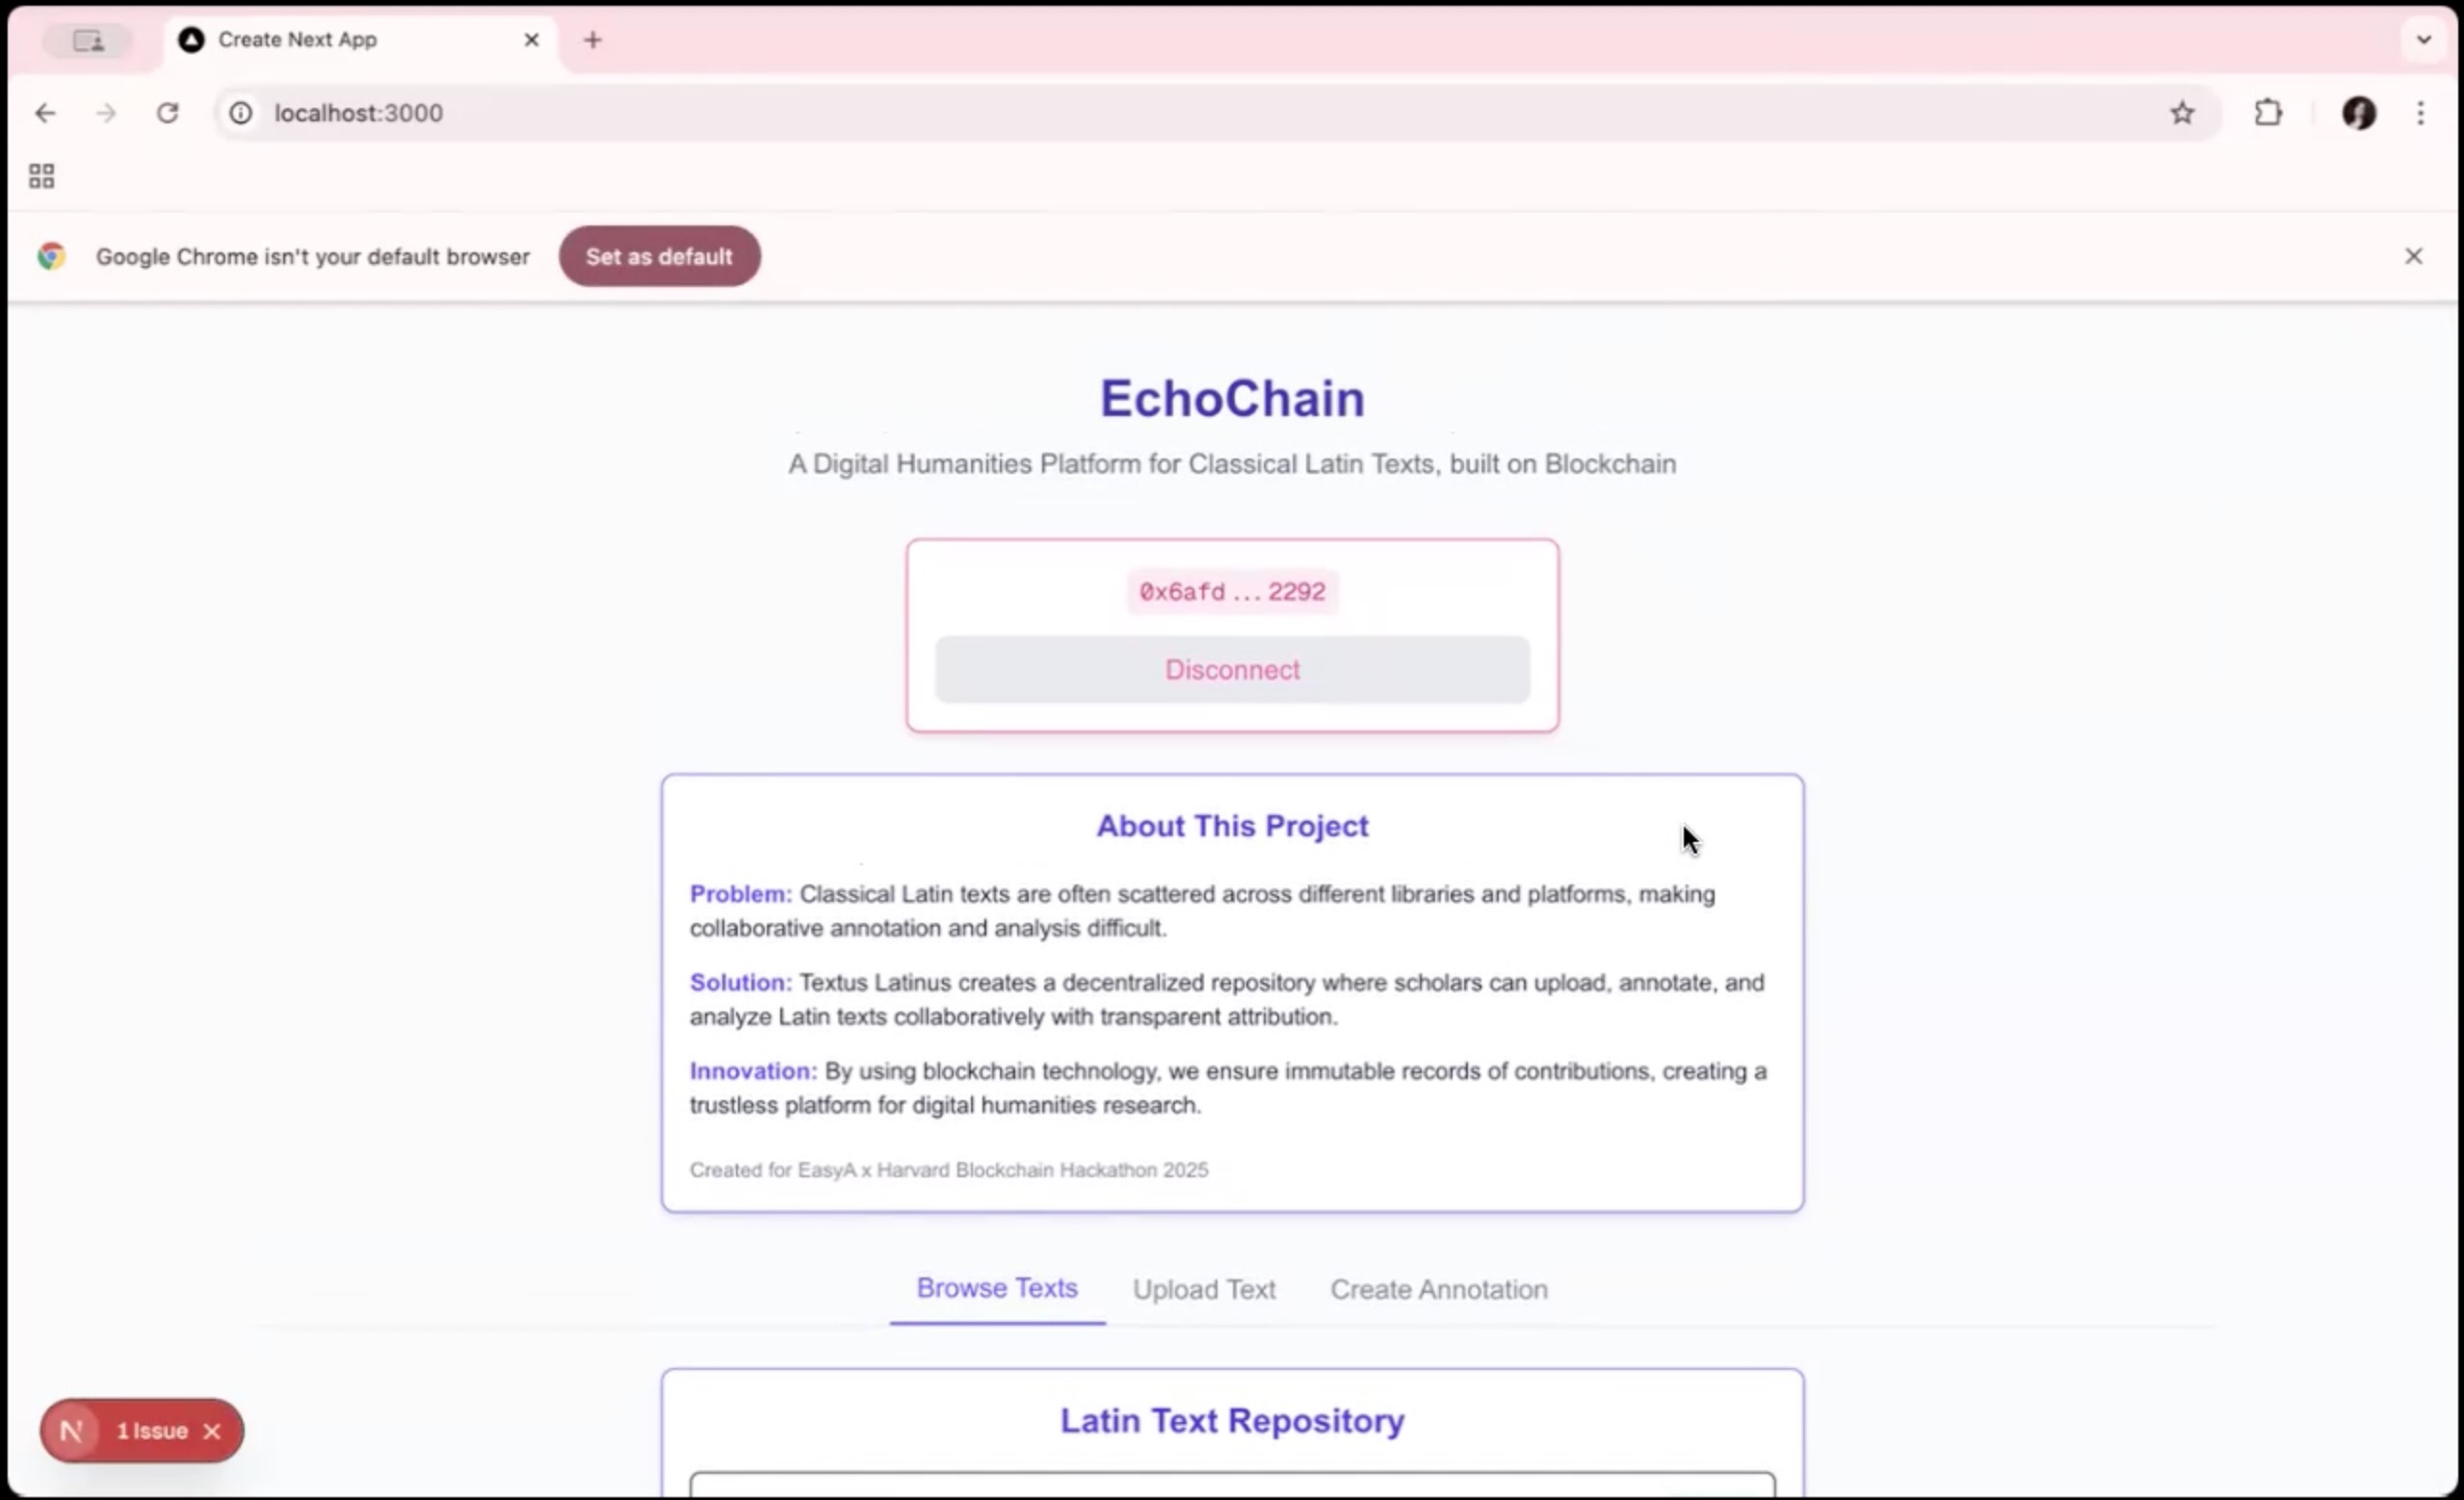 Create Next App
localhost:3000
Google Chrome isn't your default browser
Set as default
EchoChain
A Digital Humanities Platform for Classical Latin Texts, built on Blockchain
0x6afd ... 2292
Disconnect
About This Project
Problem: Classical Latin texts are often scattered across different libraries and platforms, making
collaborative annotation and analysis difficult.
Solution: Textus Latinus creates a decentralized repository where scholars can upload, annotate, and
analyze Latin texts collaboratively with transparent attribution.
Innovation: By using blockchain technology, we ensure immutable records of contributions, creating a
trustless platform for digital humanities research.
Created for EasyA x Harvard Blockchain Hackathon 2025
Browse Texts
Upload Text
Create Annotation
N 1 Issue
Latin Text Repository